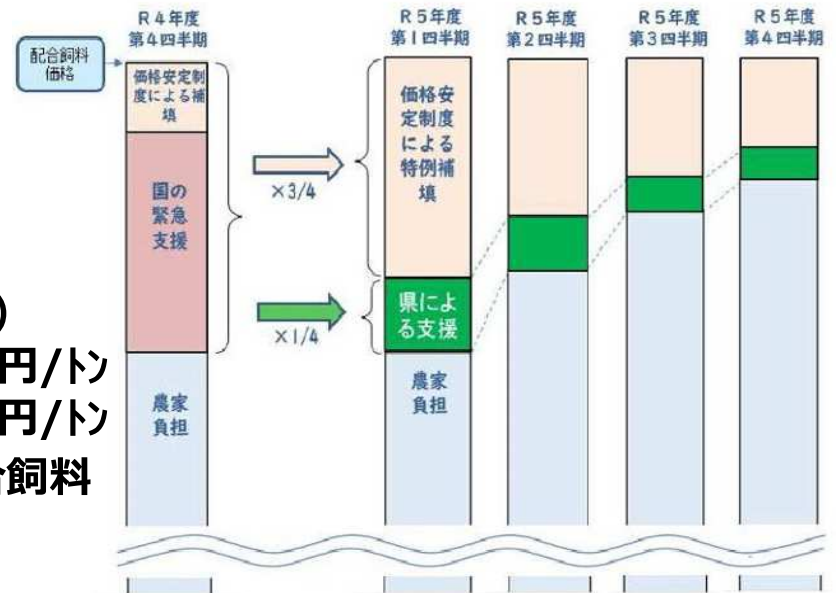 R4年度
第4四半期
R5年度
第1四半期
R5年度
第2四半期
R5年度
第3四半期
R5年度
第4四半期
配合飼料
価格
価格安定制
度による補
填
国の
緊急
支援
農家
負担
×3/4
×1/4
価格安
定制度
による
特例補
填
県によ
る支援
農家
負担
)
円/トン
円/トン
合飼料